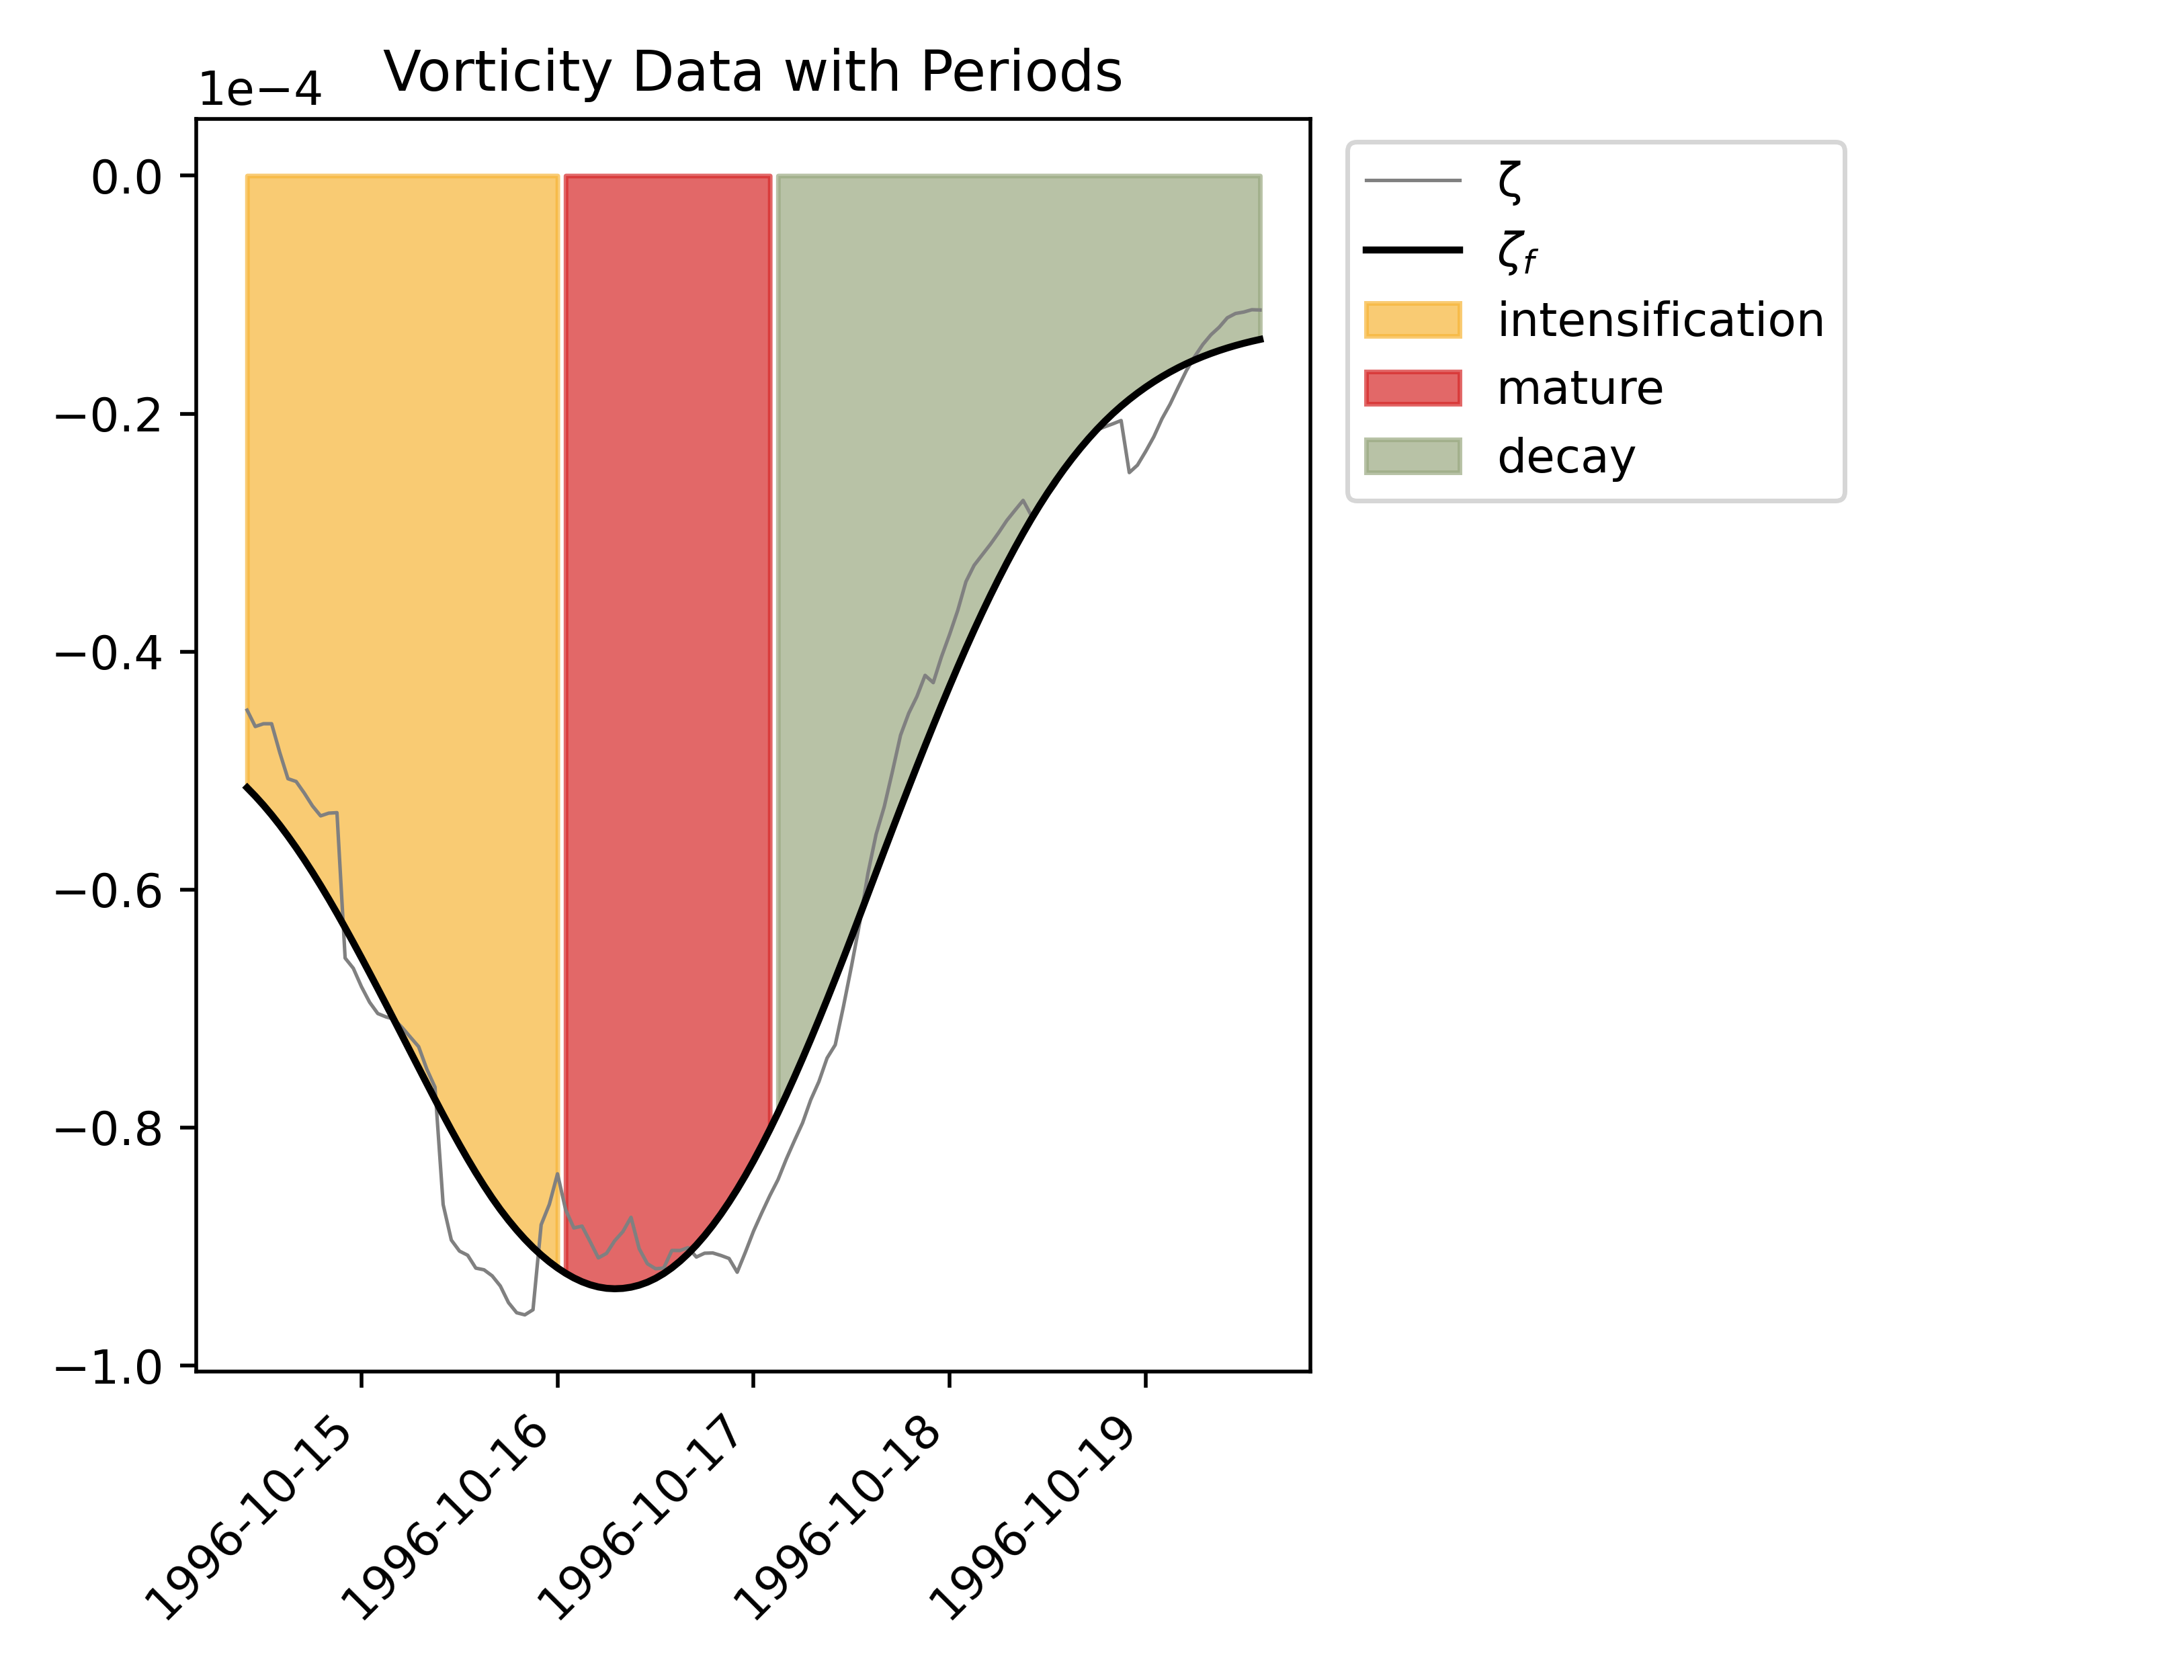 Vorticity Data with Periods
1e−4
0.0
−0.2
−0.4
−0.6
−0.8
−1.0
1996-10-15
1996-10-16
1996-10-17
1996-10-18
1996-10-19
ζ
ζf
intensification
mature
decay